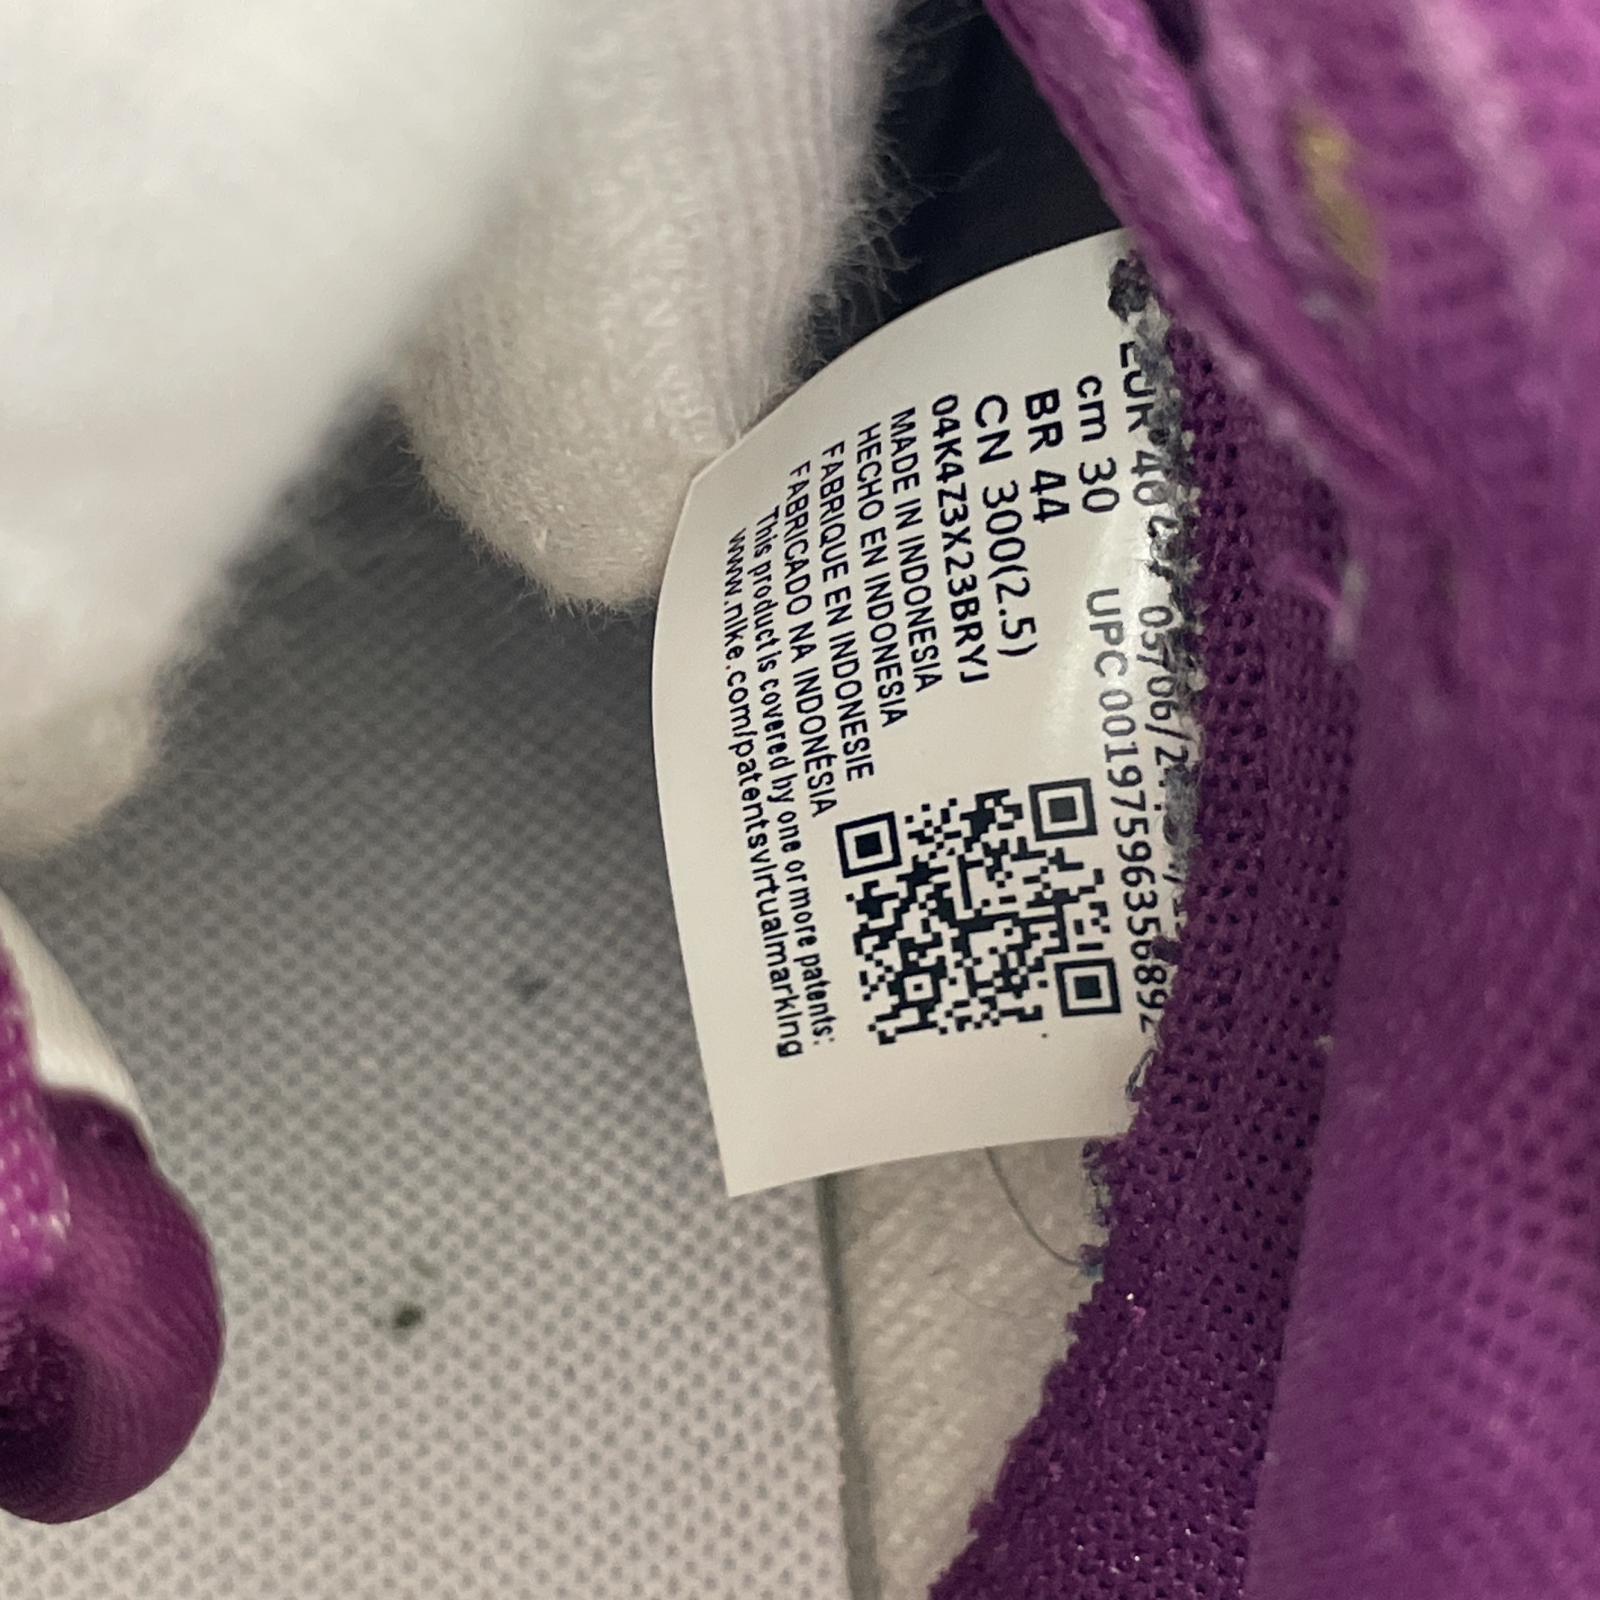 cm 30
UPC 00197596356892
BR 44
CN 300(2.5)
04K4Z3X23BRYJ
MADE IN INDONESIA
HECHO EN INDONESIA
FABRIQUE EN INDONESIE
FABRICADO NA INDONÉSIA
This product is covered by one or more patents:
www.nike.com/patentsvirtualmarking